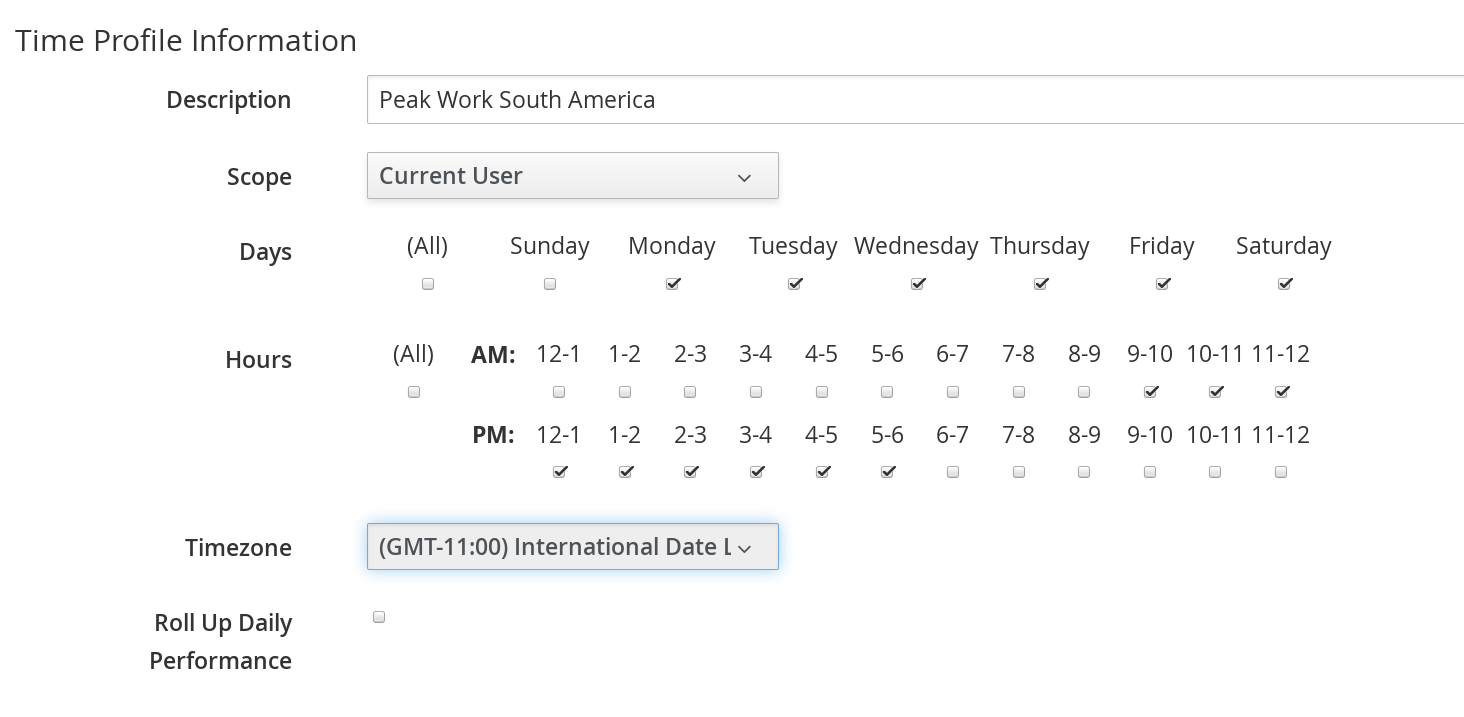 Time Profile Information
Description Peak Work South America
Scope Current User
Days (All) Sunday Monday Tuesday Wednesday Thursday Friday Saturday
Hours (All) AM: 12-1 1-2 2-3 3-4 4-5 5-6 6-7 7-8 8-9 9-10 10-11 11-12
PM: 12-1 1-2 2-3 3-4 4-5 5-6 6-7 7-8 8-9 9-10 10-11 11-12
Timezone (GMT-11:00) International Date L
Roll Up Daily
Performance